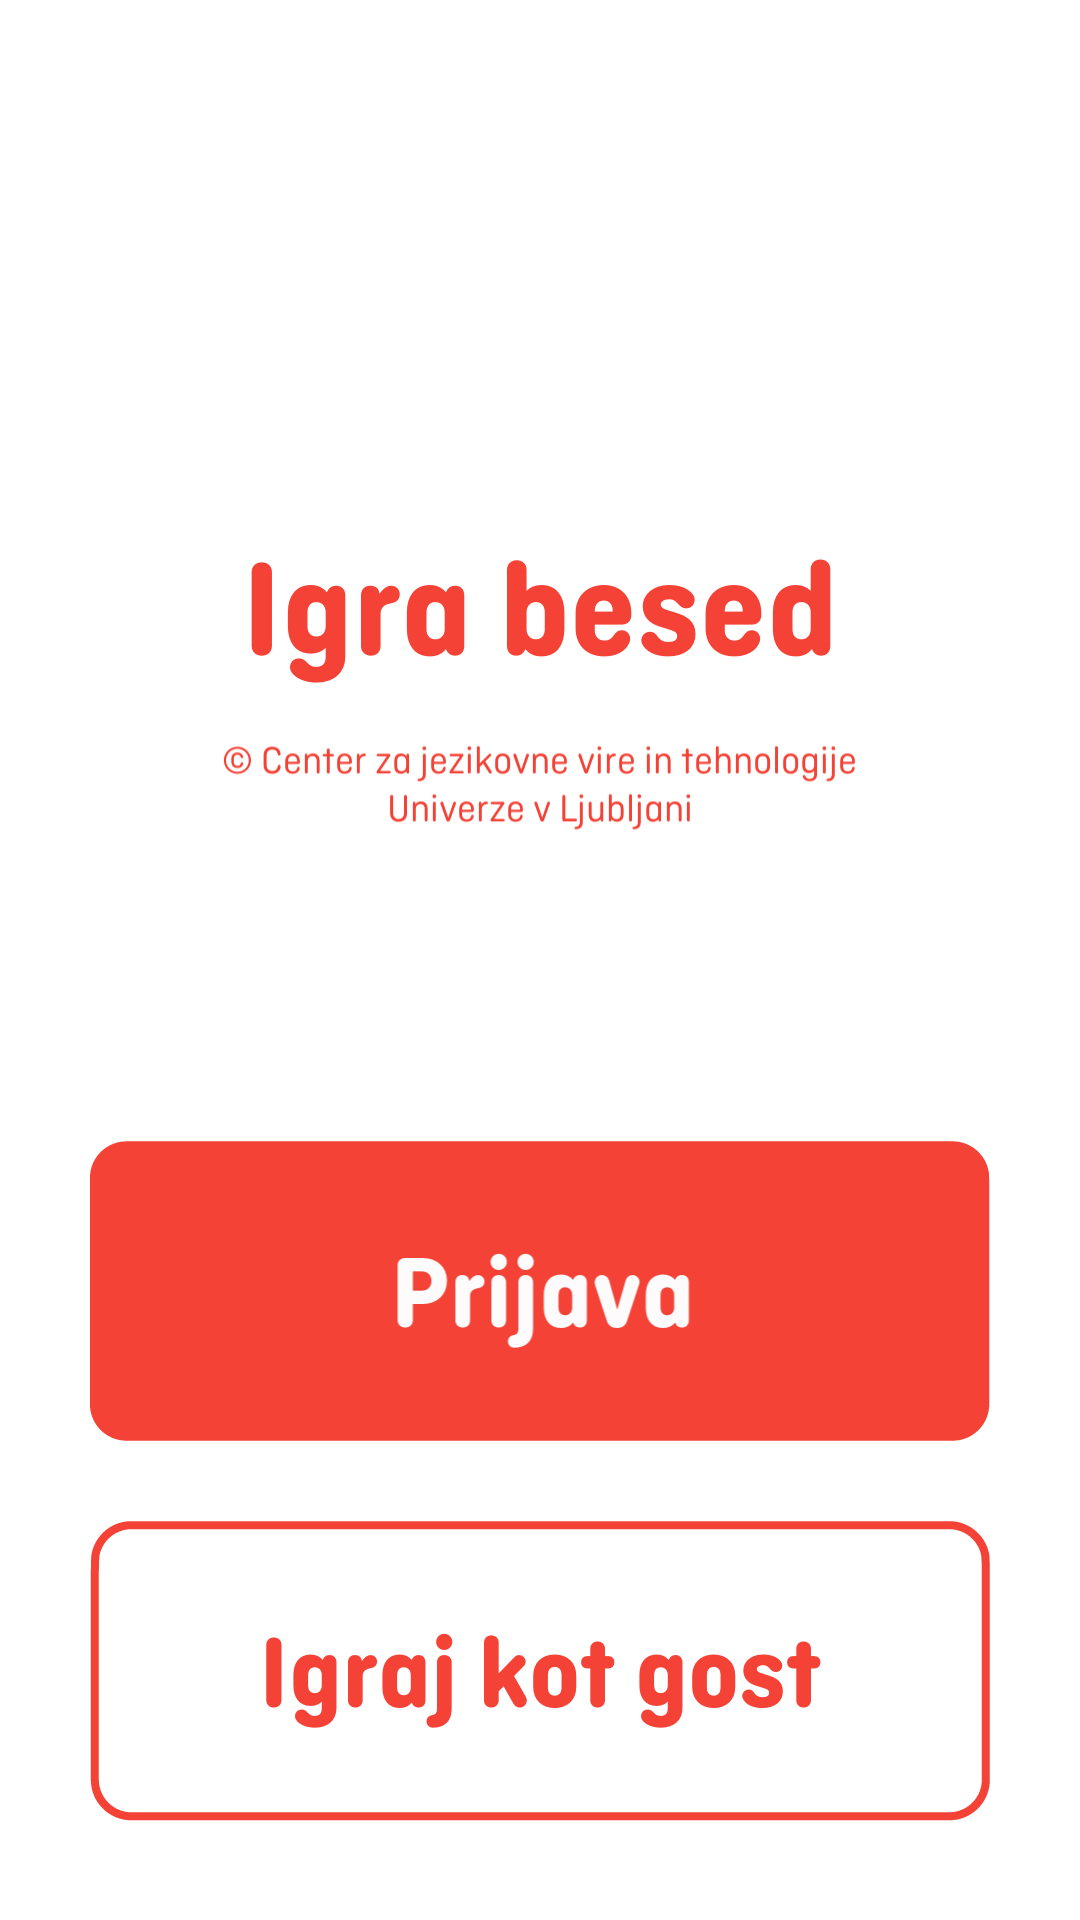 Igra besed
© Center za jezikovne vire in tehnologije
Univerze v Ljubljani
Prijava
Igraj kot gost